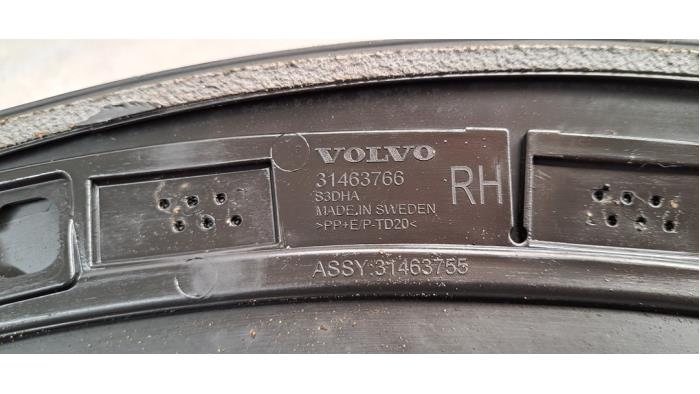 VOLVO
31463766
S3DHA
RH
MADE.IN SWEDEN
>PP+E/P-TD20<
ASSY:31463755